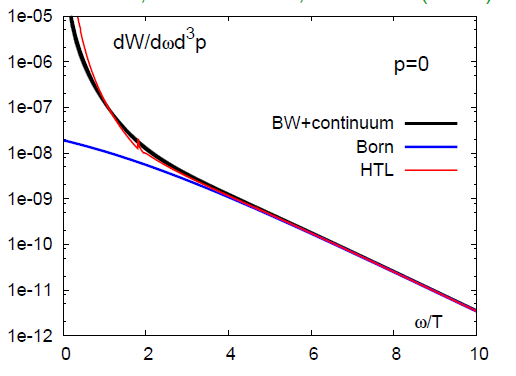 1e-05
dW/dωd³p
1e-06
p=0
1e-07
BW+continuum
Born
1e-08
HTL
1e-09
1e-10
1e-11
ω/T
1e-12
0 2 4 6 8 10